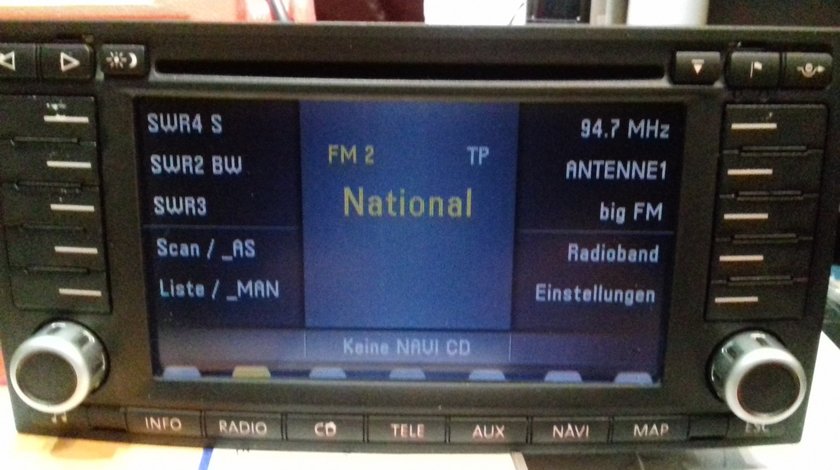 SWR4 S
94.7 MHz
FM 2 TP
SWR2 BW
ANTENNE1
National
SWR3
big FM
Scan / _AS
Radioband
Liste / _MAN
Einstellungen
Keine NAVI CD
INFO RADIO CD TELE AUX NAVI MAP ESC